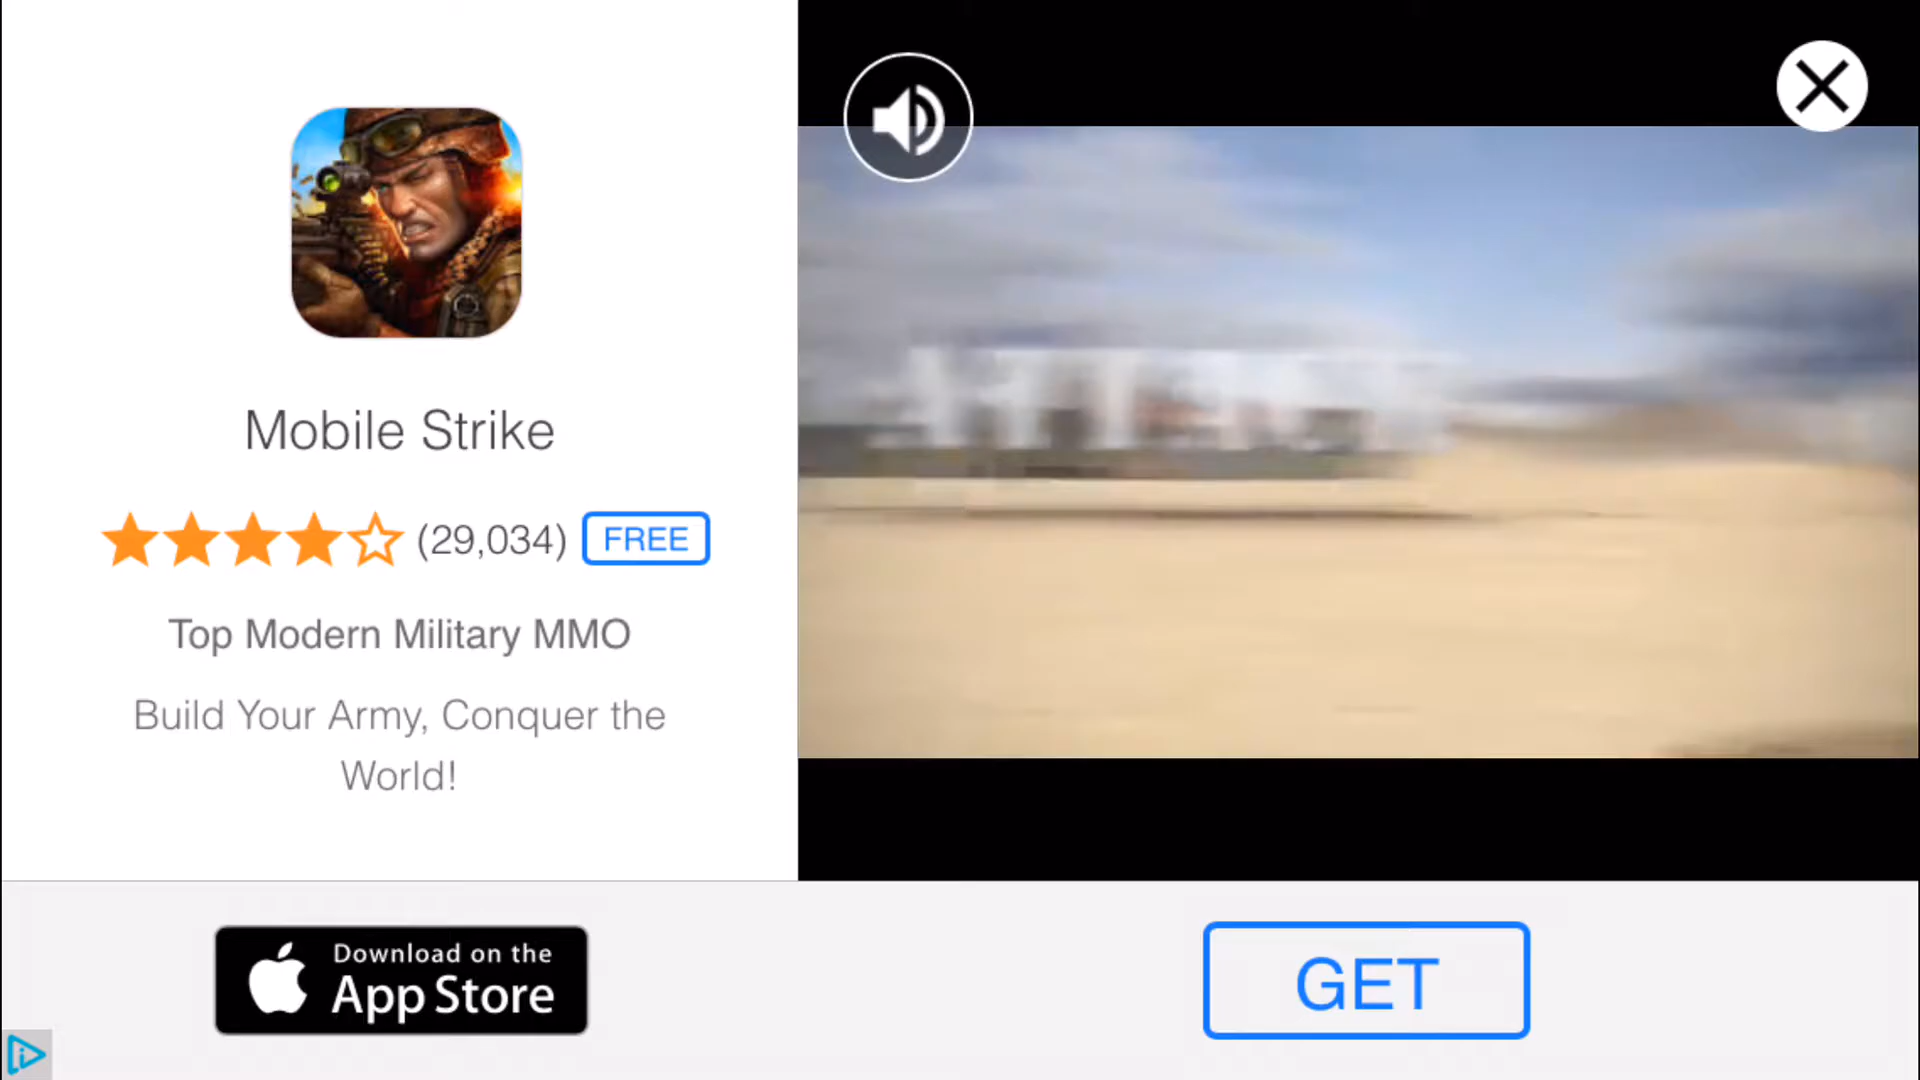 Mobile Strike
(29,034) FREE
Top Modern Military MMO
Build Your Army, Conquer the
World!
Download on the
App Store
GET